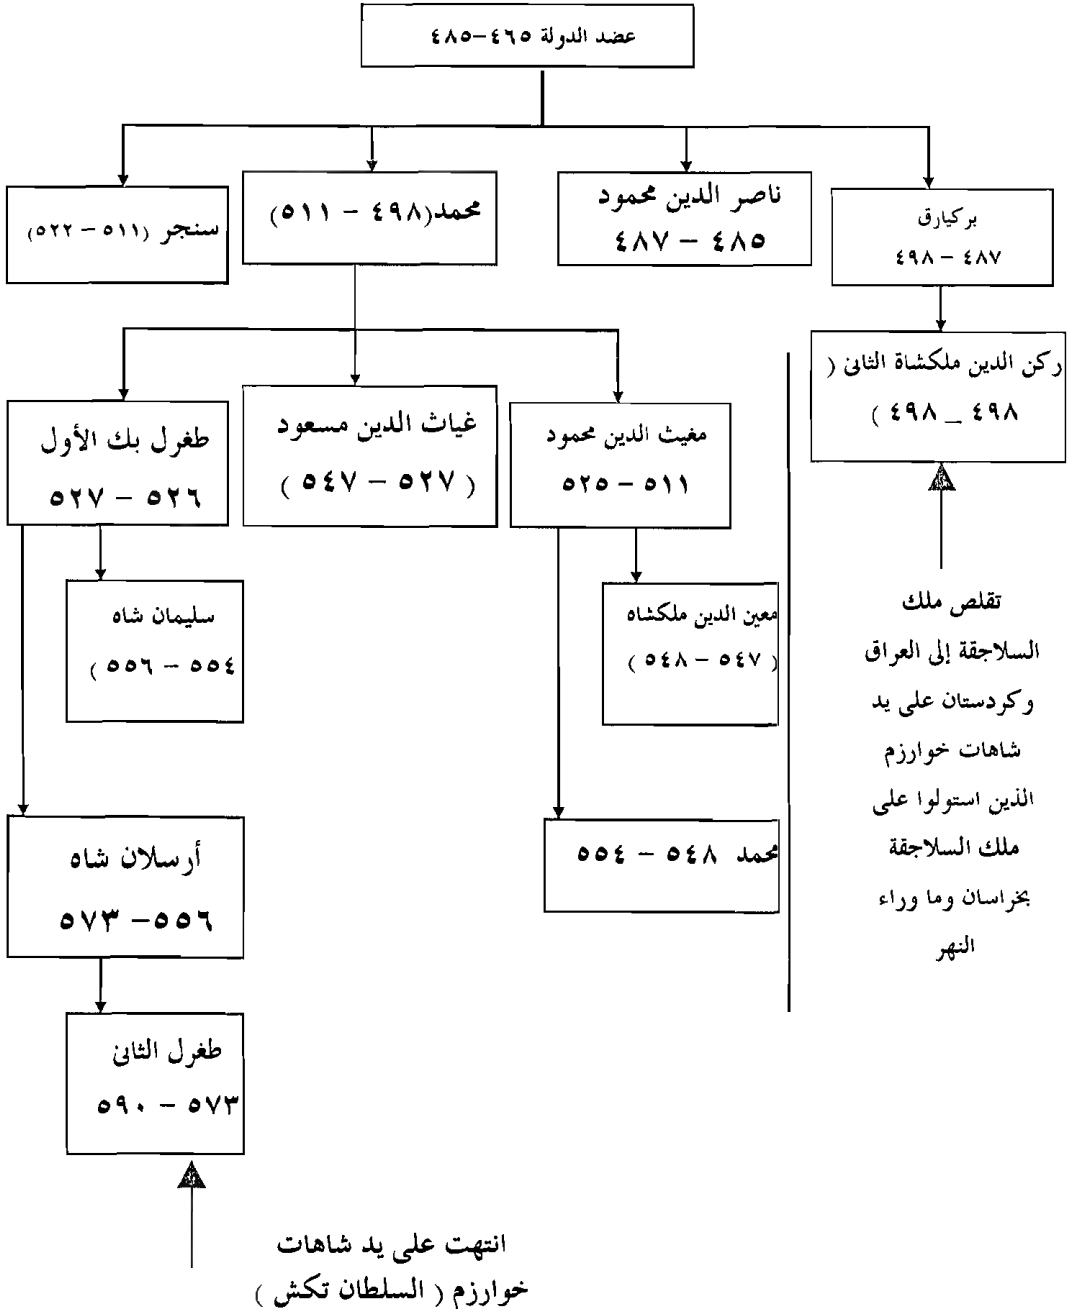 عضد الدولة ٤٦٥-٤٨٥
بركيارق
٤٨٧ - ٤٩٨
ناصر الدين محمود
٤٨٥ - ٤٨٧
محمد(٤٩٨ - ٥١١)
سنجر (٥١١ - ٥٢٢)
ركن الدين ملكشاة الثانى (
٤٩٨ _ ٤٩٨ )
مغيث الدين محمود
٥١١ - ٥٢٥
غياث الدين مسعود
( ٥٢٧ - ٥٤٧ )
طغرل بك الأول
٥٢٦ - ٥٢٧
معين الدين ملكشاه
( ٥٤٧ - ٥٤٨ )
سليمان شاه
٥٥٤ - ٥٥٦ )
محمد ٥٤٨ - ٥٥٤
أرسلان شاه
٥٥٦ - ٥٧٣
طغرل الثانى
٥٧٣ - ٥٩٠
تقلص ملك
السلاجقة إلى العراق
وكردستان على يد
شاهات خوارزم
الذين استولوا على
ملك السلاجقة
بخراسان وما وراء
النهر
انتهت على يد شاهات
خوارزم ( السلطان تكش )